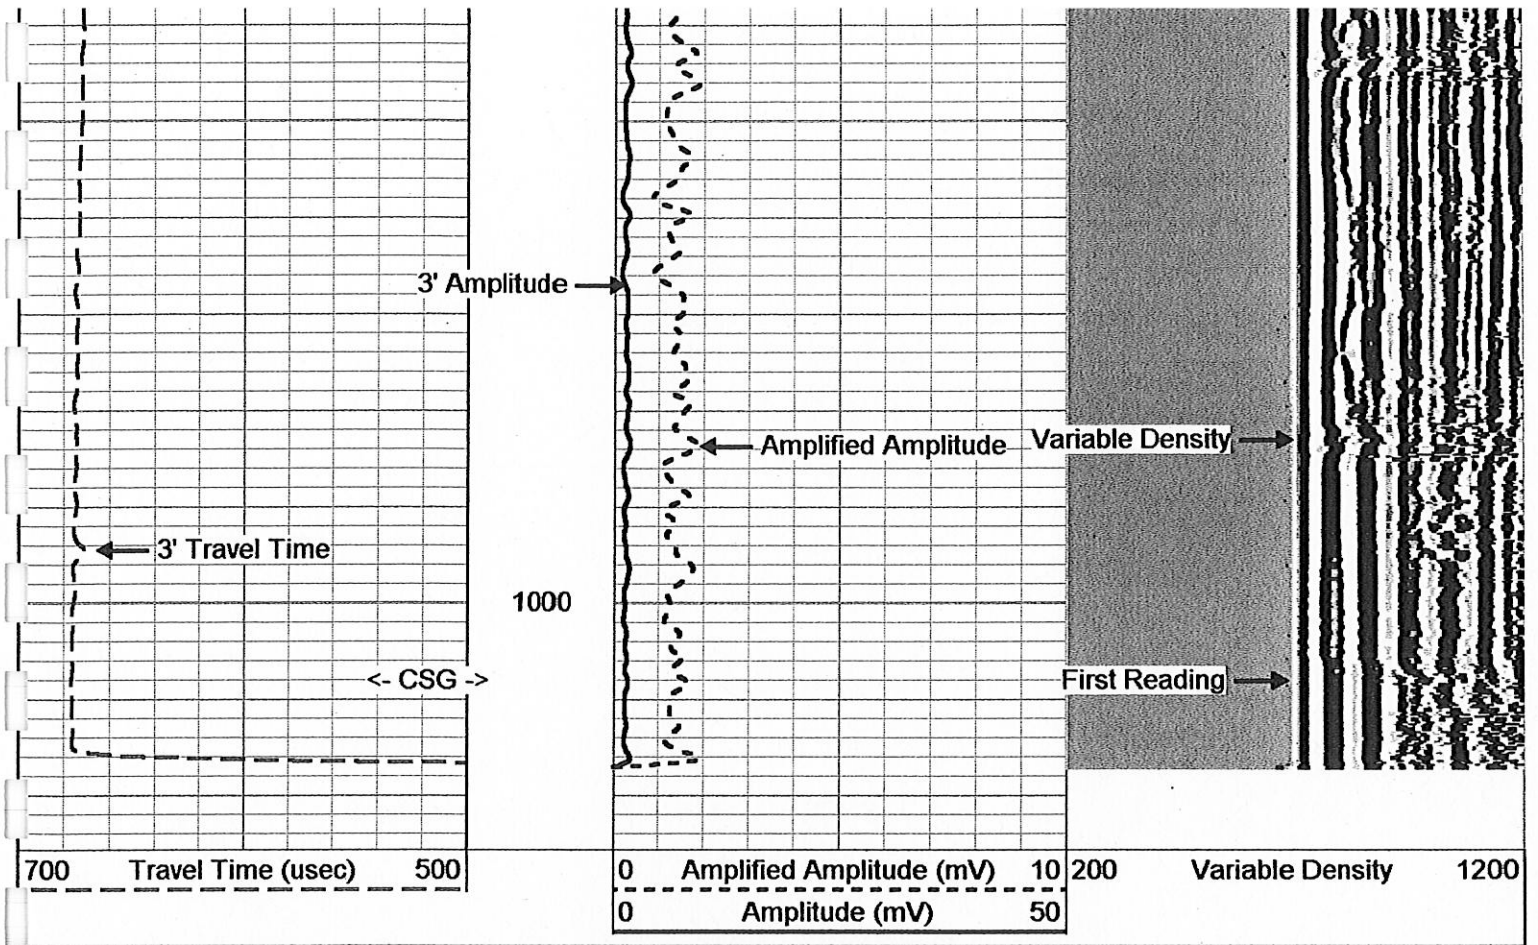 3' Amplitude
Amplified Amplitude
Variable Density
3' Travel Time
1000
<- CSG ->
First Reading
700 Travel Time (usec) 500
0 Amplified Amplitude (mV) 10
200 Variable Density 1200
0 Amplitude (mV) 50